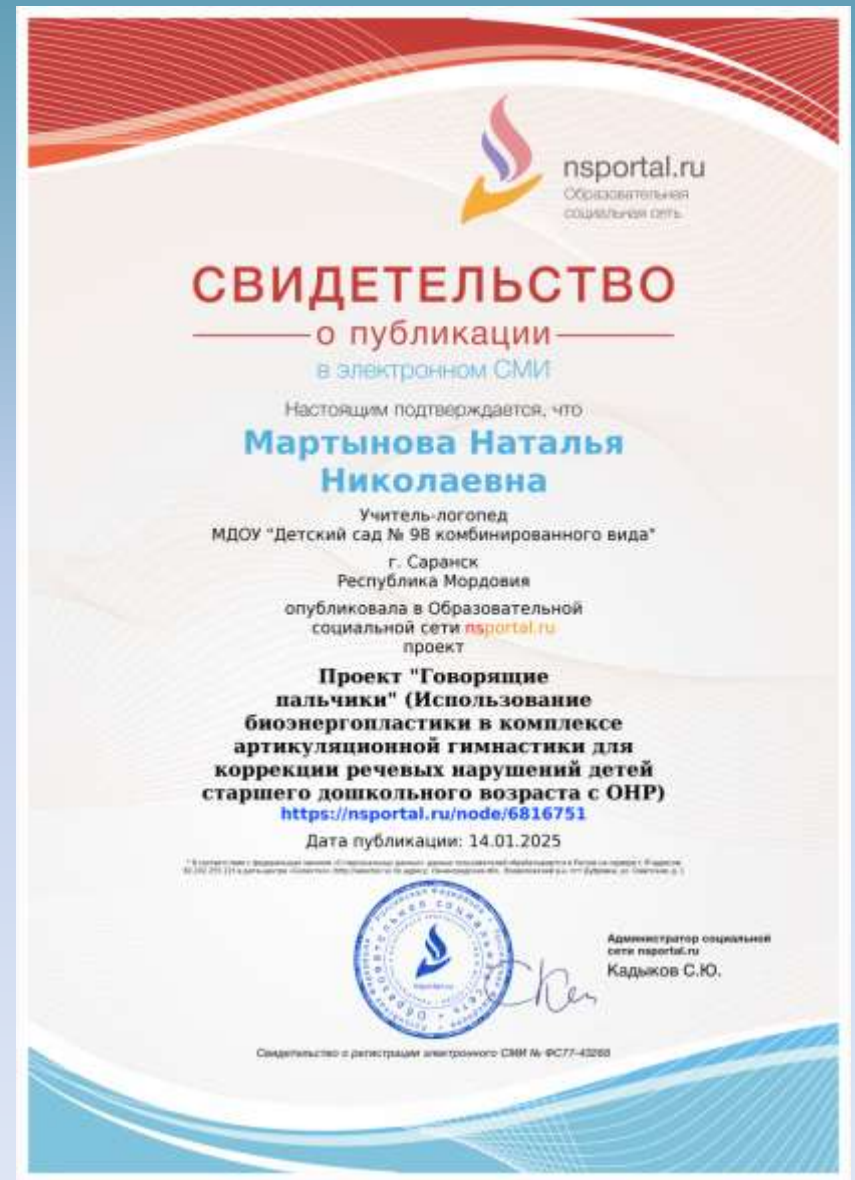 nsportal.ru
Образовательная
социальная сеть
СВИДЕТЕЛЬСТВО
о публикации
в электронном СМИ
Настоящим подтверждается, что
Мартынова Наталья
Николаевна
Учитель-логопед
МДОУ "Детский сад № 98 комбинированного вида"
г. Саранск
Республика Мордовия
опубликовала в Образовательной
социальной сети nsportal.ru
проект
Проект "Говорящие
пальчики" (Использование
биоэнергопластики в комплексе
артикуляционной гимнастики для
коррекции речевых нарушений детей
старшего дошкольного возраста с ОНР)
https://nsportal.ru/node/6816751
Дата публикации: 14.01.2025
Администратор социальной
сети nsportal.ru
Кадыков С.Ю.
Свидетельство о регистрации электронного СМИ № ФС77-43268